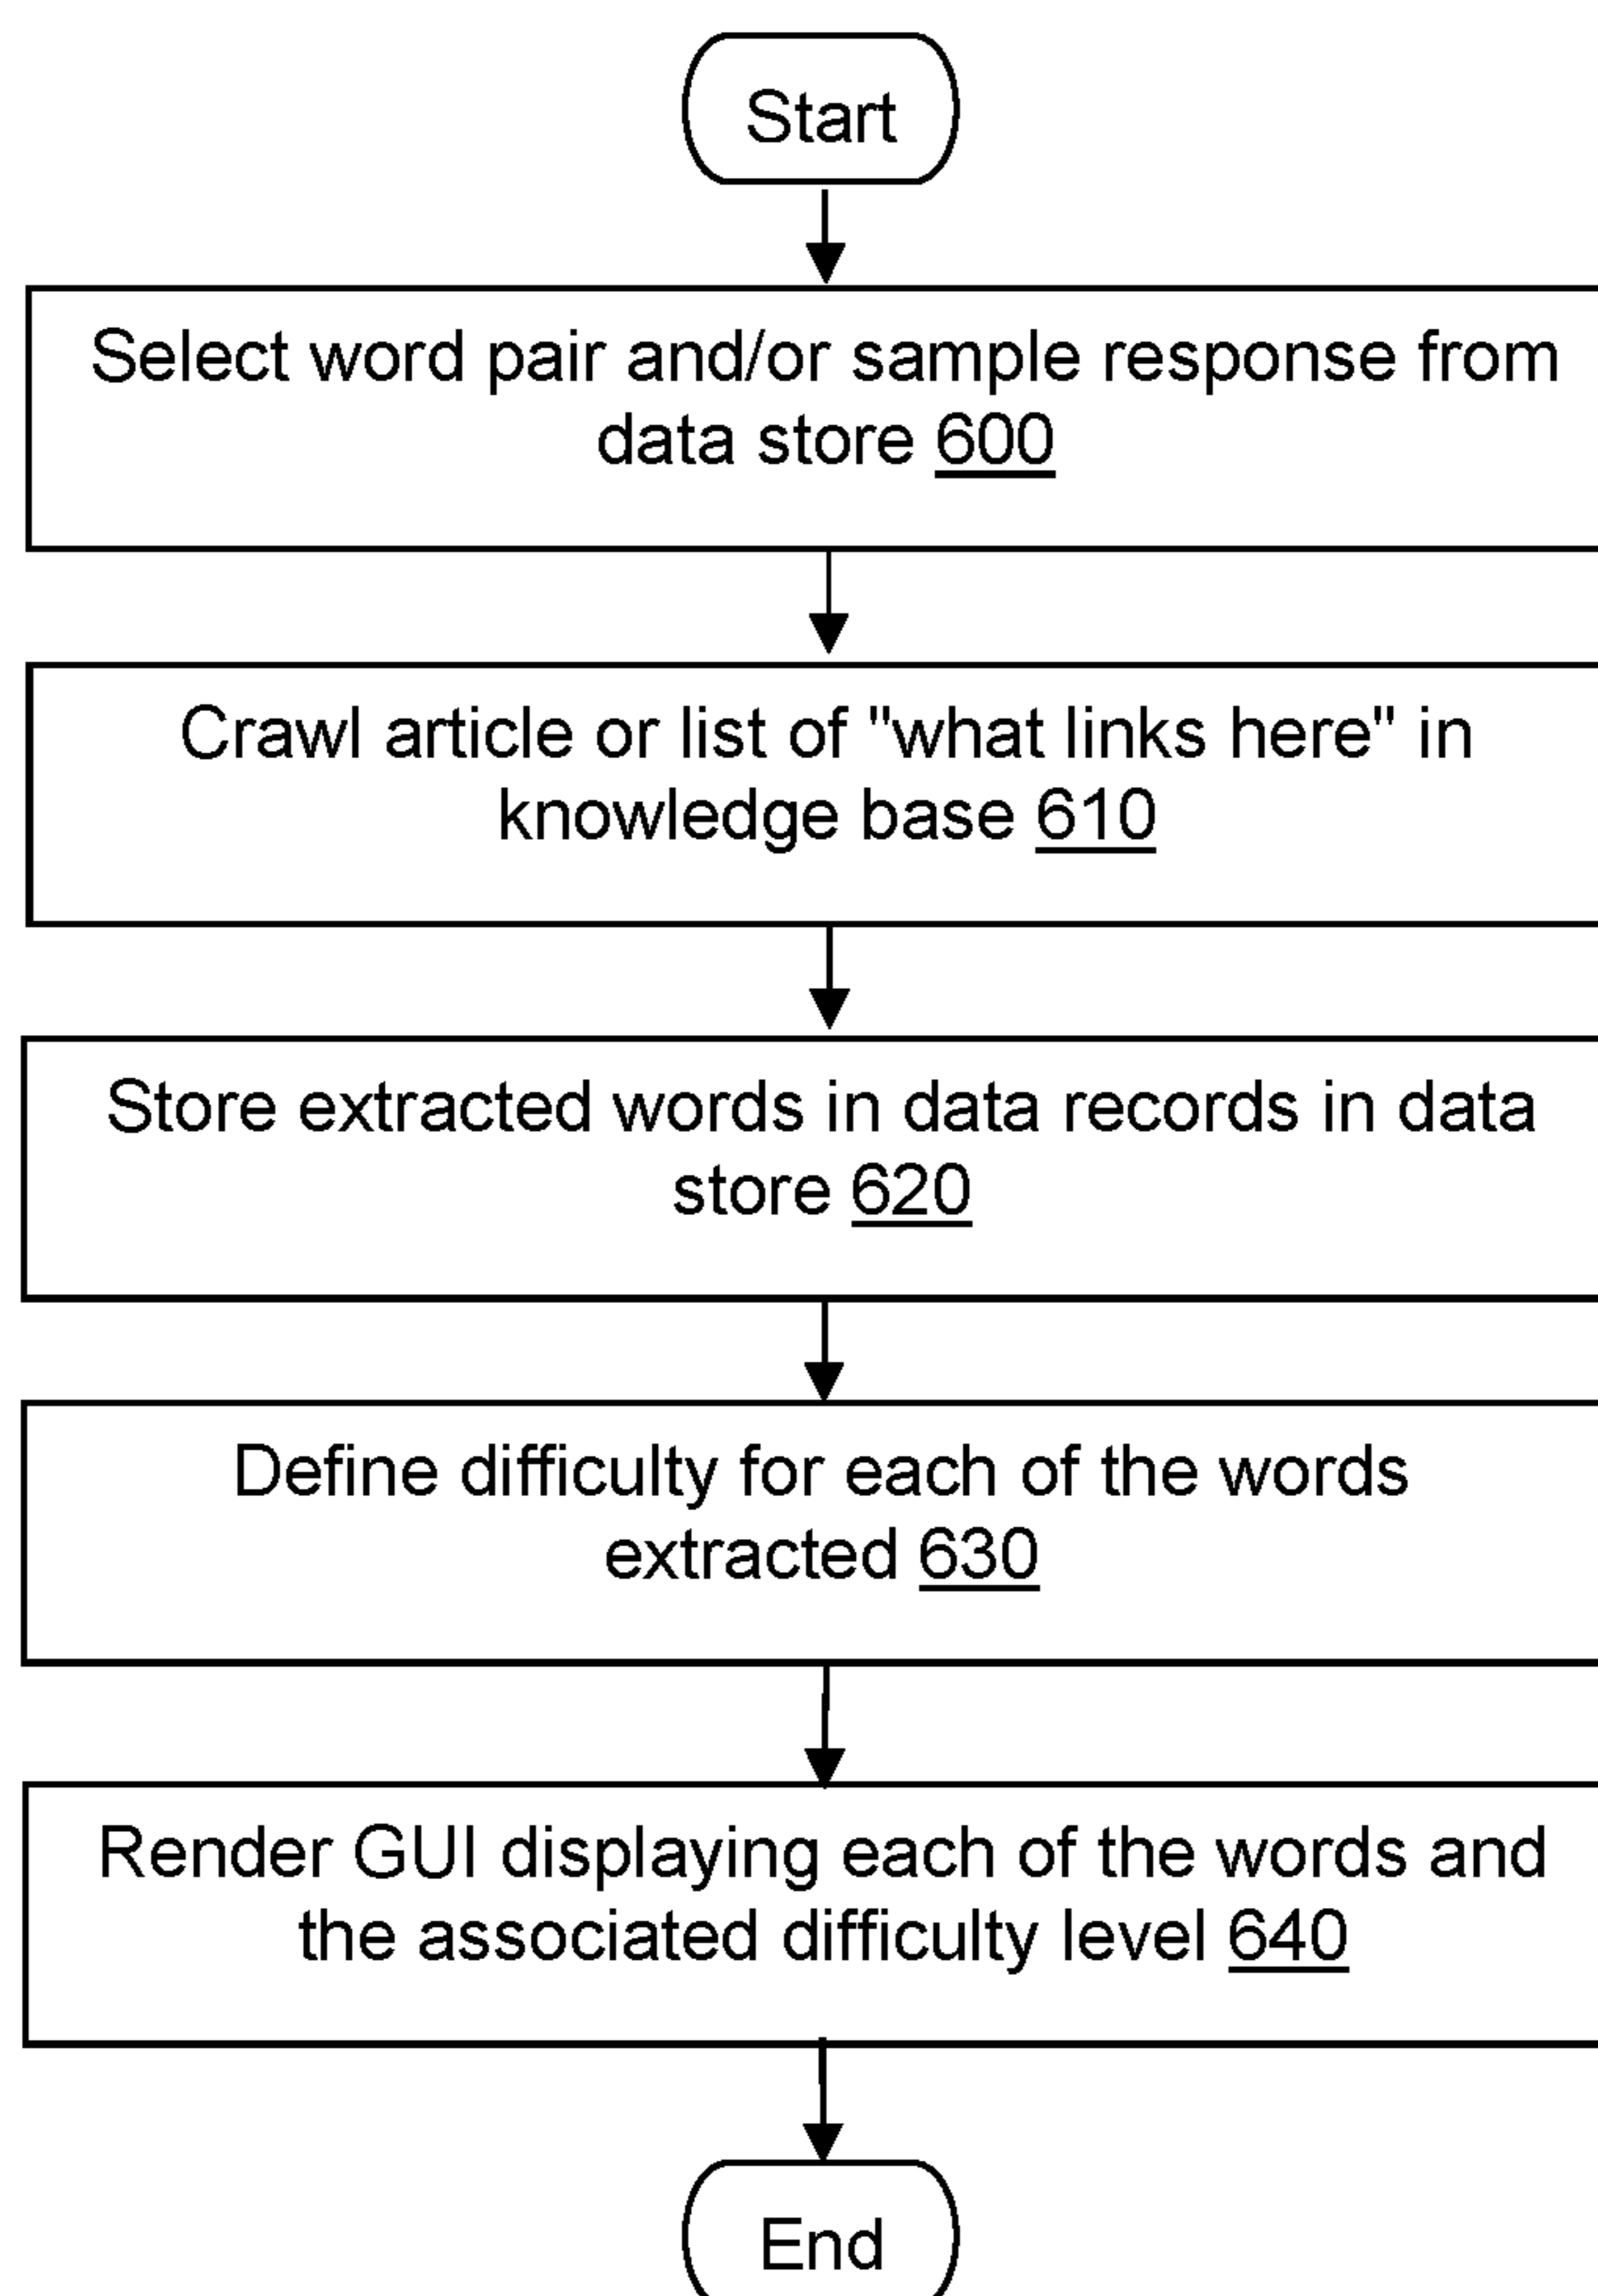 Start
Select word pair and/or sample response from
data store 600
Crawl article or list of "what links here" in
knowledge base 610
Store extracted words in data records in data
store 620
Define difficulty for each of the words
extracted 630
Render GUI displaying each of the words and
the associated difficulty level 640
End